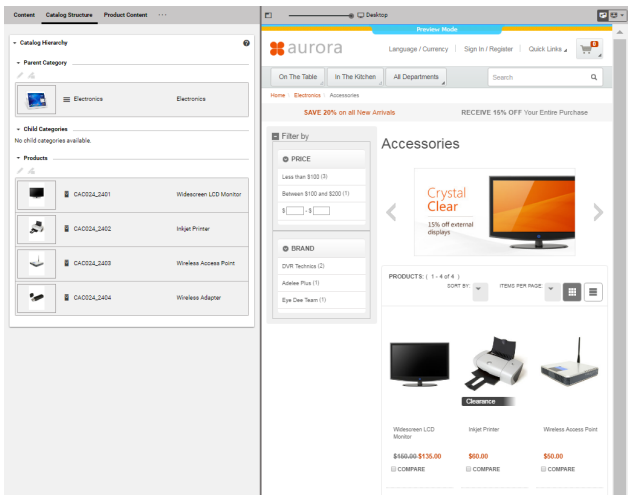 Content Catalog Structure Product Content ...
Catalog Hierarchy
Parent Category
Electronics Electronics
Child Categories
No child categories available.
Products
CAC024_2401 Widescreen LCD Monitor
CAC024_2402 Inkjet Printer
CAC024_2403 Wireless Access Point
CAC024_2404 Wireless Adapter
Desktop
Preview Mode
aurora
Language / Currency Sign In / Register Quick Links
0
On The Table In The Kitchen All Departments Search
Home Electronics Accessories
SAVE 20% on all New Arrivals RECEIVE 15% OFF Your Entire Purchase
Filter by
PRICE
Less than $100 (3)
Between $100 and $200 (1)
$ - $
BRAND
DVR Technics (2)
Adelee Plus (1)
Eye Dee Team (1)
Accessories
Crystal
Clear
15% off external
displays
PRODUCTS: ( 1 - 4 of 4 )
SORT BY: ITEMS PER PAGE:
Clearance
Widescreen LCD
Monitor
Inkjet Printer
Wireless Access Point
$150.00 $135.00 $60.00 $50.00
COMPARE COMPARE COMPARE